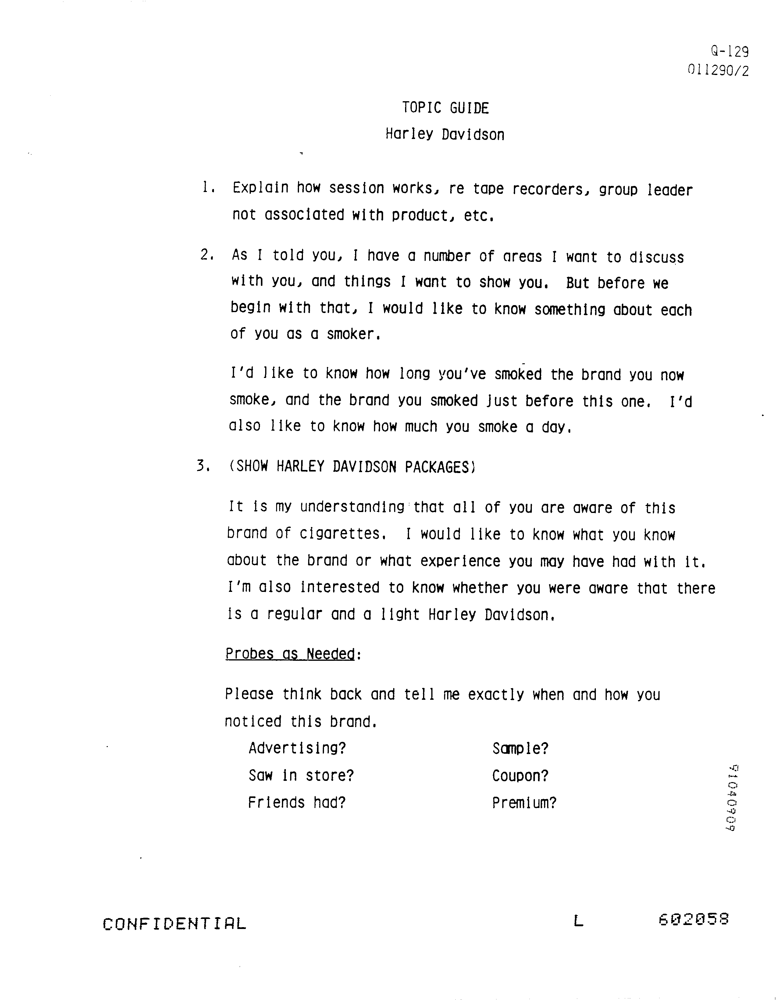 Q-129
011290/2
TOPIC GUIDE
Harley Davidson
1. Explain how session works, re tape recorders, group leader
not associated with product, etc.
2. As I told you, I have a number of areas I want to discuss
with you, and things I want to show you. But before we
begin with that, I would like to know something about each
of you as a smoker.
I'd like to know how long you've smoked the brand you now
smoke, and the brand you smoked just before this one. I'd
also like to know how much you smoke a day.
3. (SHOW HARLEY DAVIDSON PACKAGES)
It is my understanding that all of you are aware of this
brand of cigarettes. I would like to know what you know
about the brand or what experience you may have had with it.
I'm also interested to know whether you were aware that there
is a regular and a light Harley Davidson.
Probes as Needed:
Please think back and tell me exactly when and how you
noticed this brand.
Advertising? Sample?
Saw in store? Coupon?
Friends had? Premium?
91040909
CONFIDENTIAL L 602058